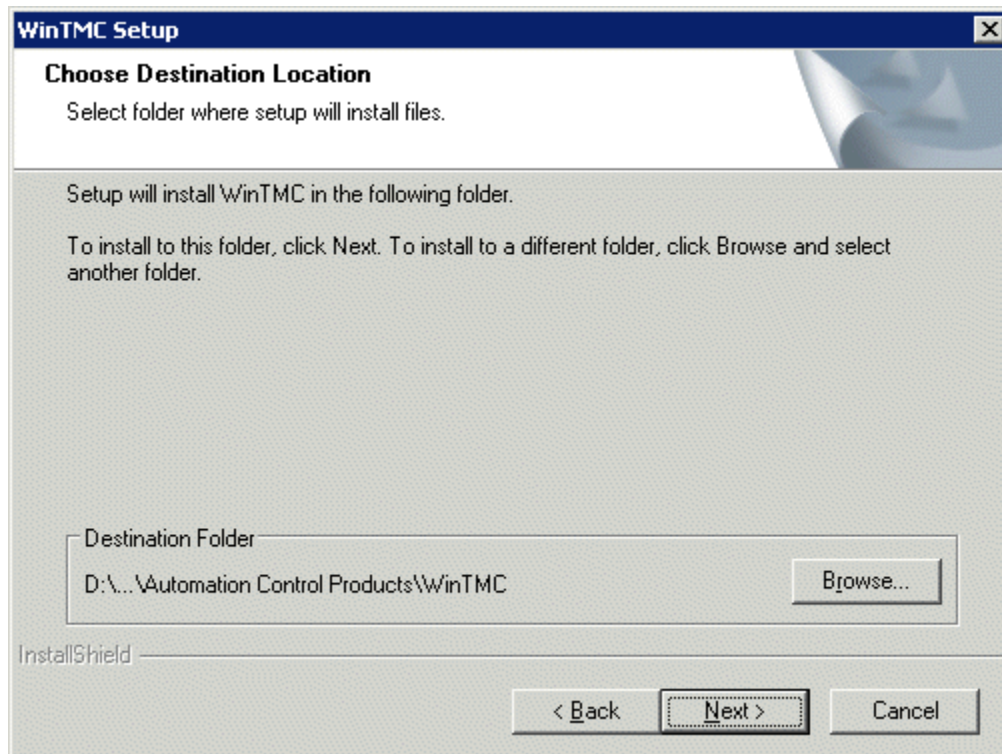 WinTMC Setup
Choose Destination Location
Select folder where setup will install files.
Setup will install WinTMC in the following folder.
To install to this folder, click Next. To install to a different folder, click Browse and select
another folder.
Destination Folder
D:\...\Automation Control Products\WinTMC
Browse...
InstallShield
< Back
Next >
Cancel